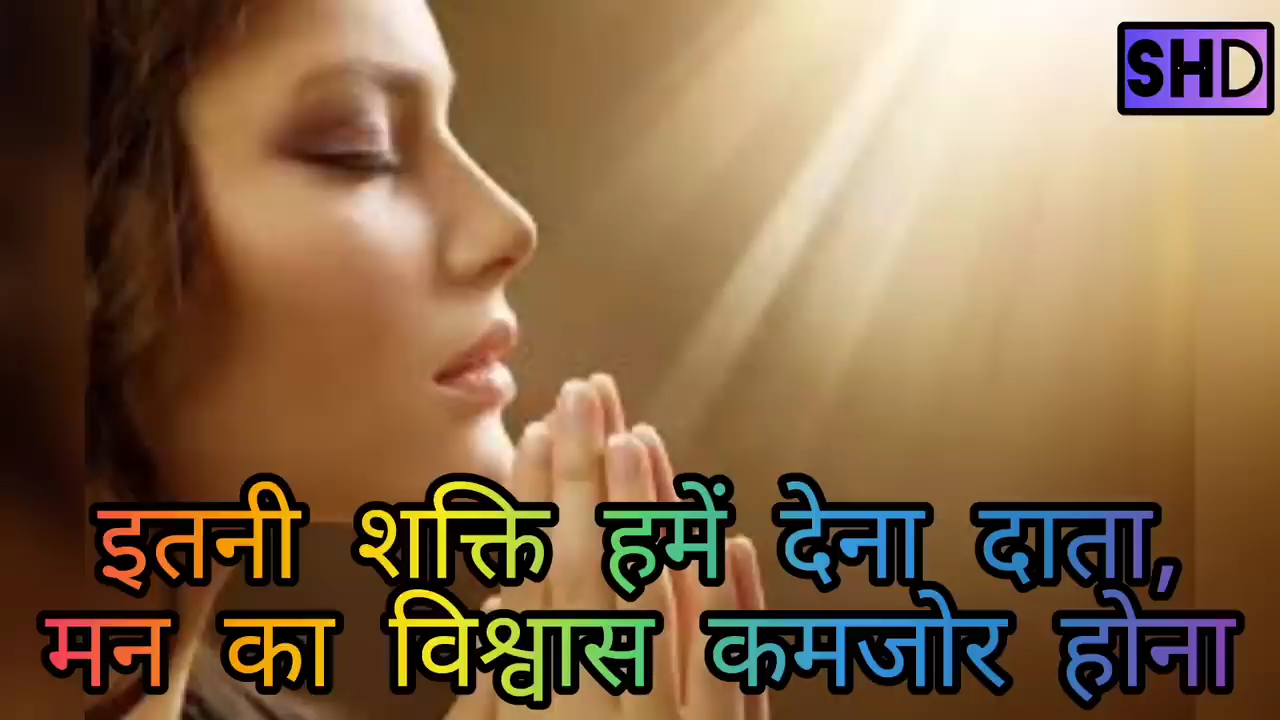 SHD
इतनी शक्ति हमें देना दाता,
मन का विश्वास कमजोर होना